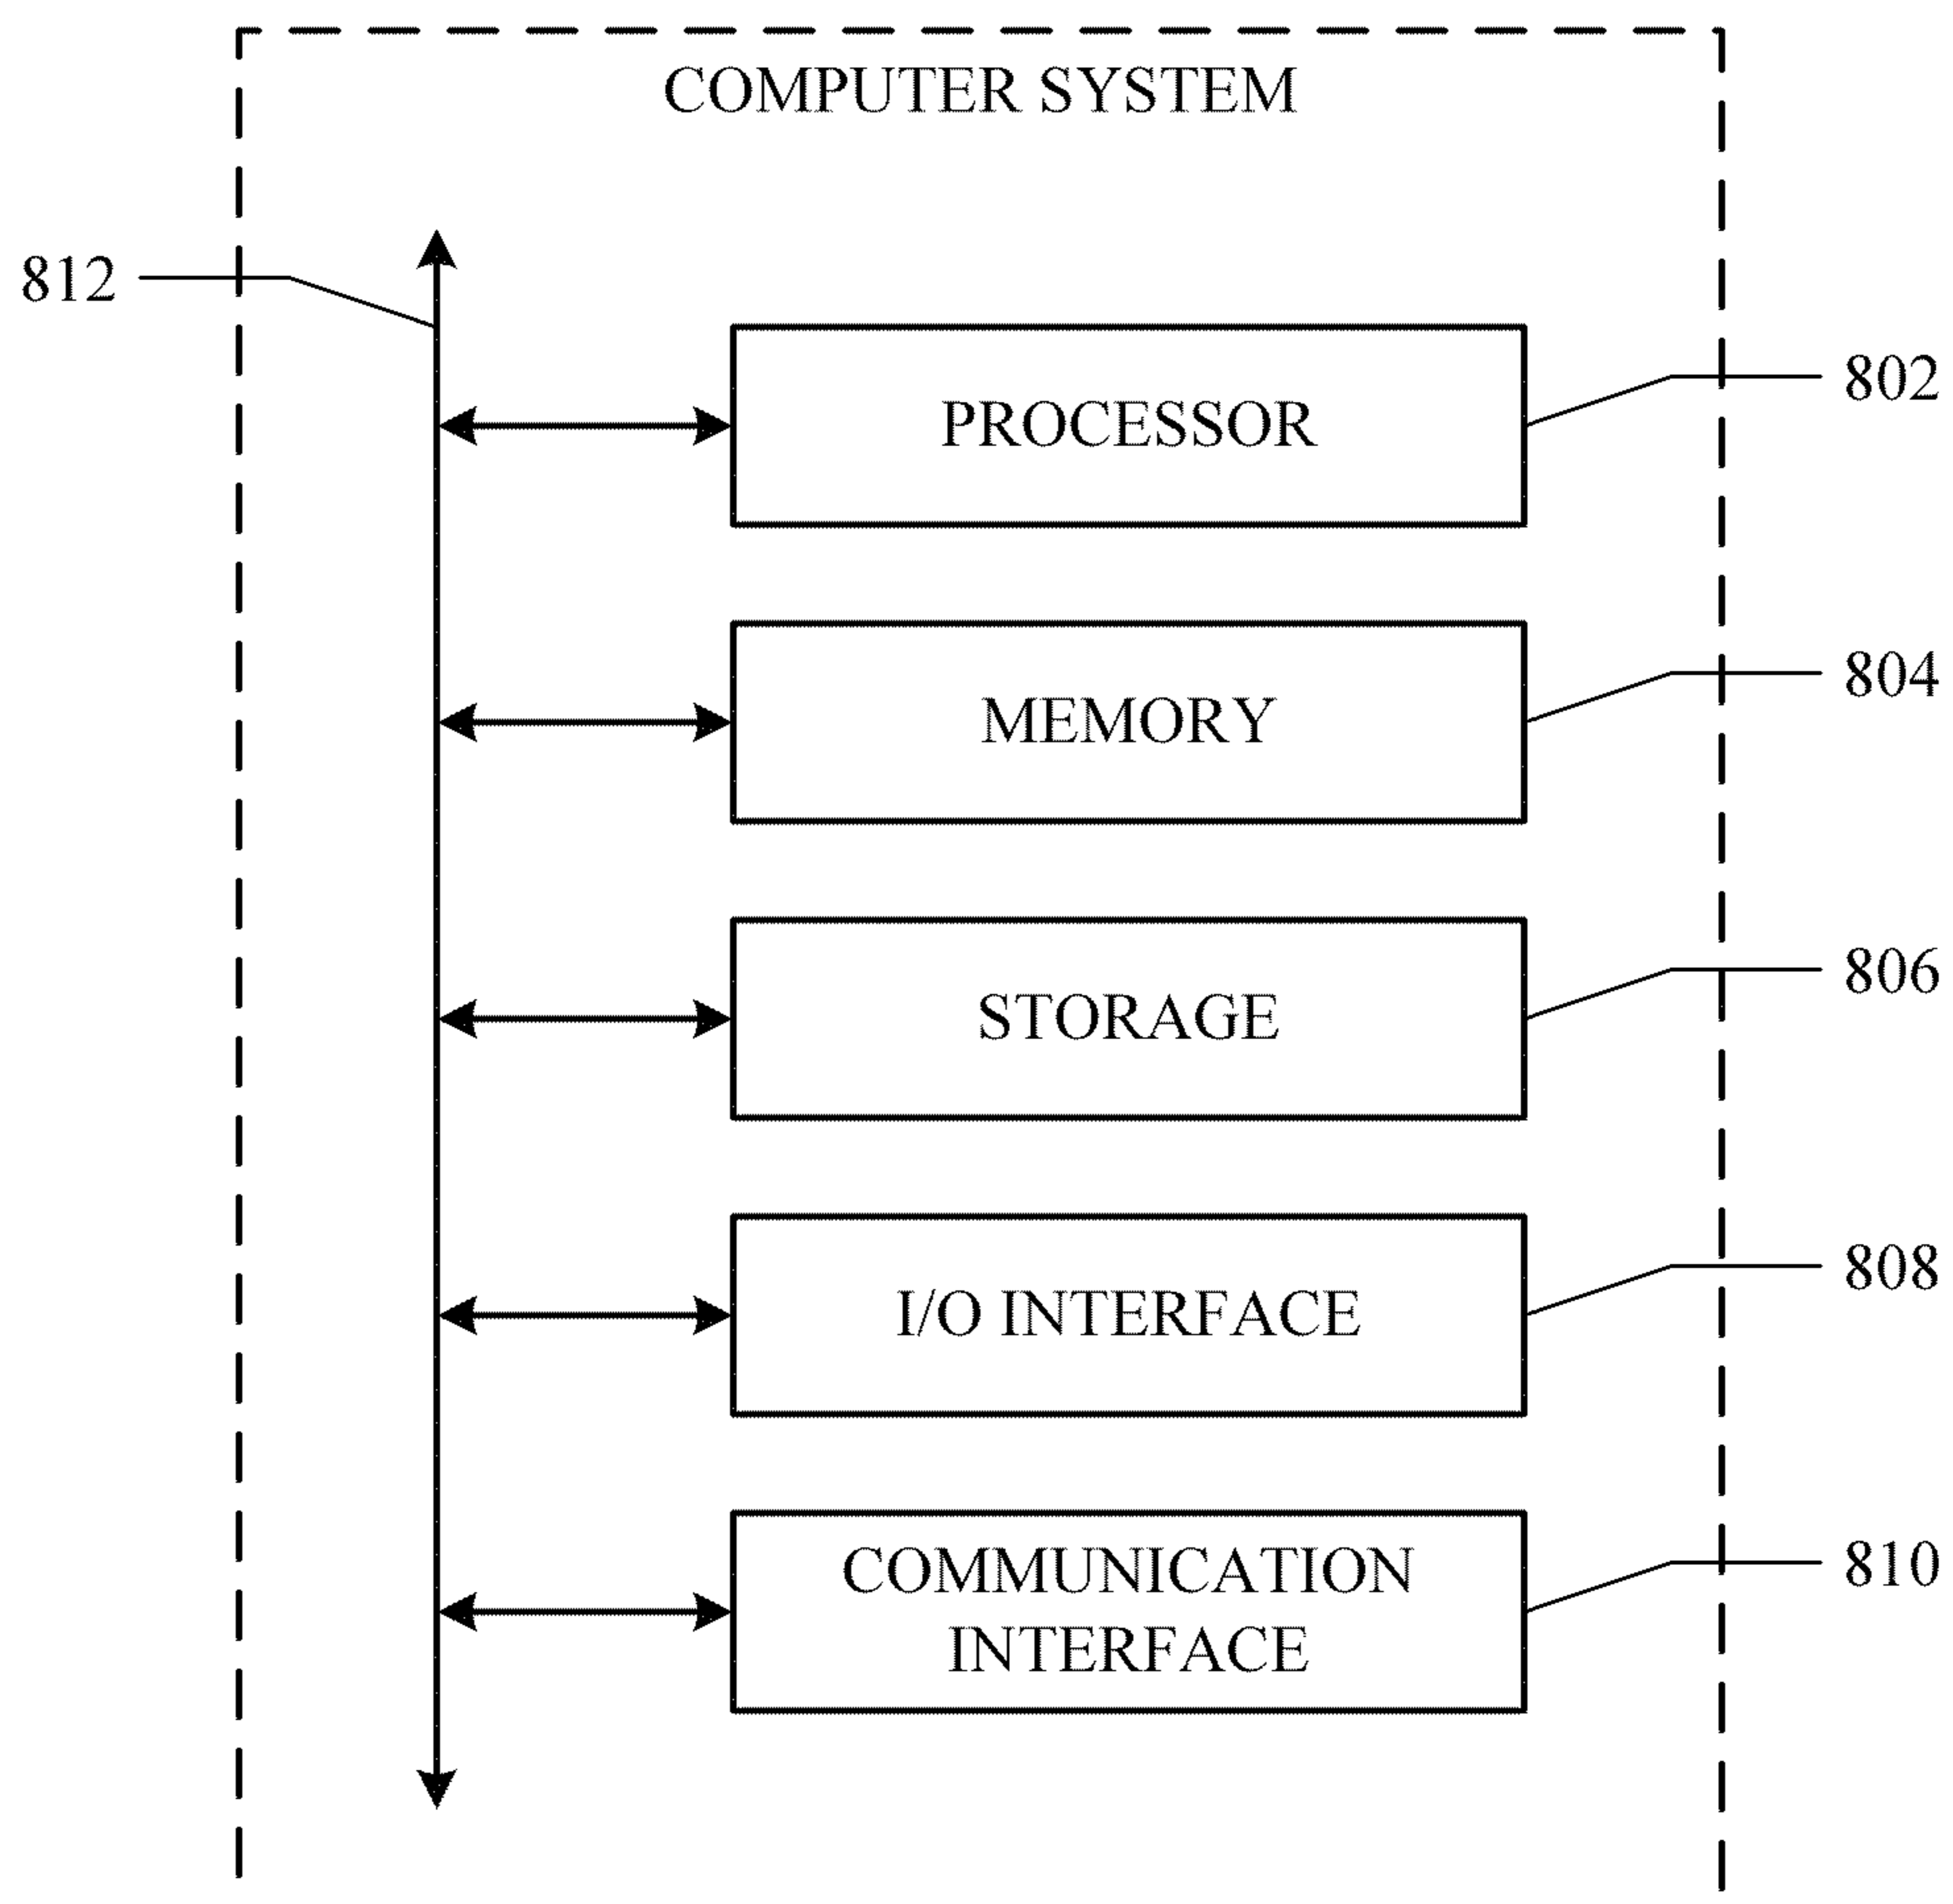 COMPUTER SYSTEM
812
PROCESSOR
802
MEMORY
804
STORAGE
806
I/O INTERFACE
808
COMMUNICATION
INTERFACE
810